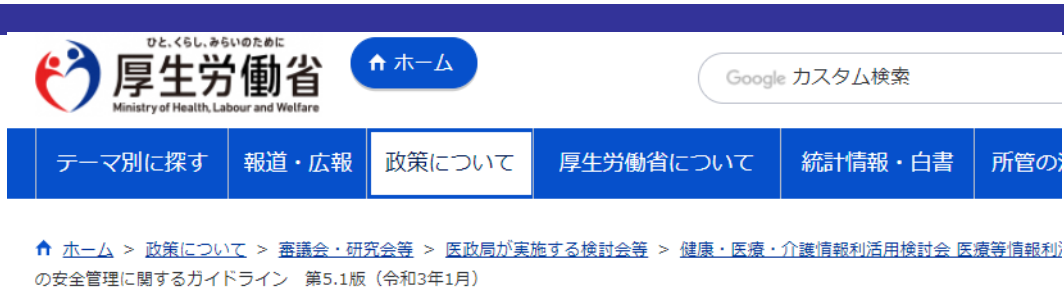 ひと、くらし、みらいのために
厚生労働省
Ministry of Health, Labour and Welfare
ホーム
Google カスタム検索
テーマ別に探す 報道・広報 政策について 厚生労働省について 統計情報・白書 所管の
ホーム > 政策について > 審議会・研究会等 > 医政局が実施する検討会等 > 健康・医療・介護情報利活用検討会 医療等情報利
の安全管理に関するガイドライン 第5.1版（令和3年1月）